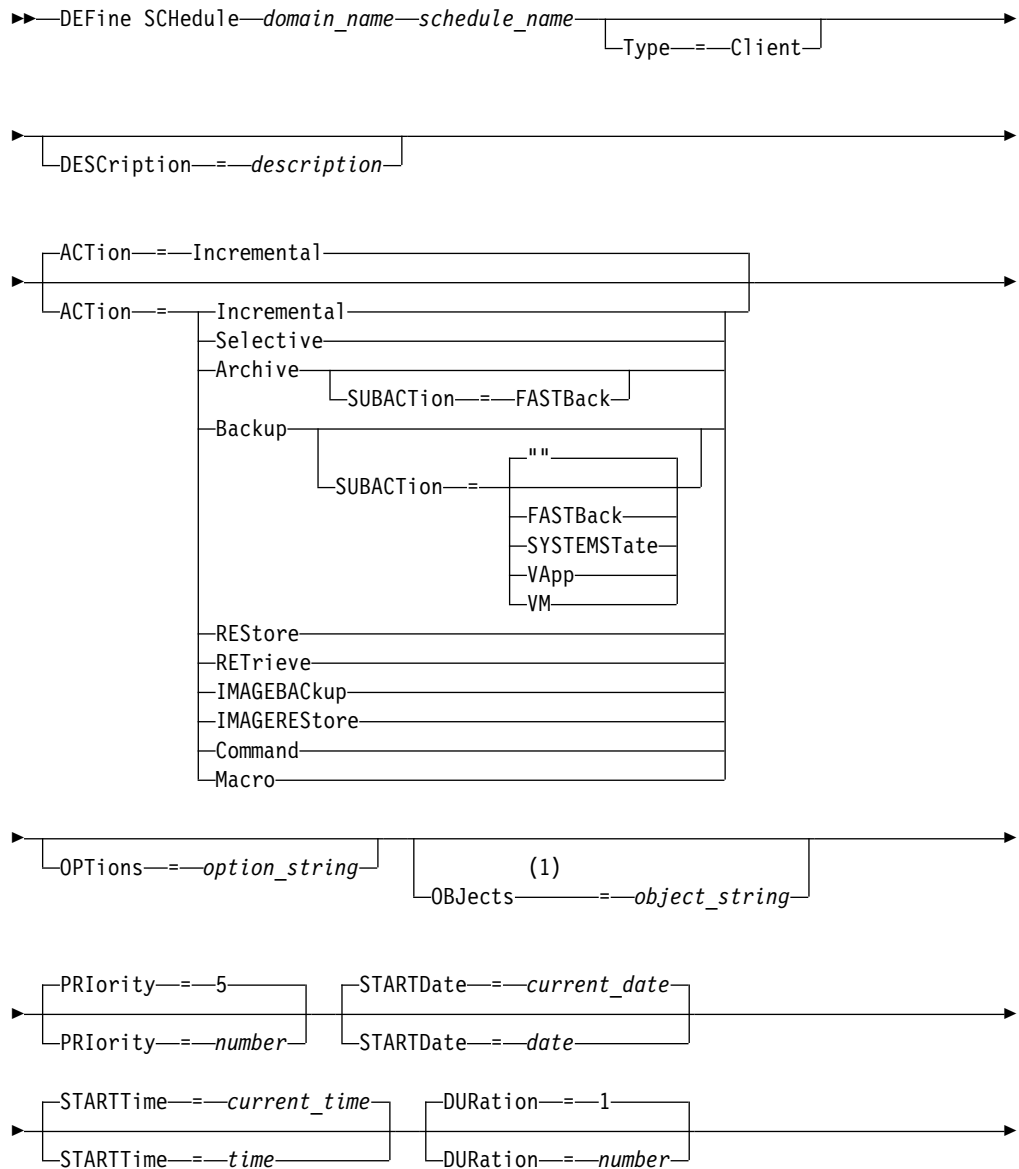 DEFine SCHedule domain_name schedule_name
Type = Client
DESCription = description
ACTion = Incremental
ACTion = Incremental
Selective
Archive
SUBACTion = FASTBack
Backup
""
SUBACTion =
FASTBack
SYSTEMSTate
VApp
VM
REStore
RETrieve
IMAGEBACkup
IMAGEREStore
Command
Macro
OPTions = option_string
(1)
OBJects = object_string
PRIority = 5 STARTDate = current_date
PRIority = number STARTDate = date
STARTTime = current_time DURation = 1
STARTTime = time DURation = number